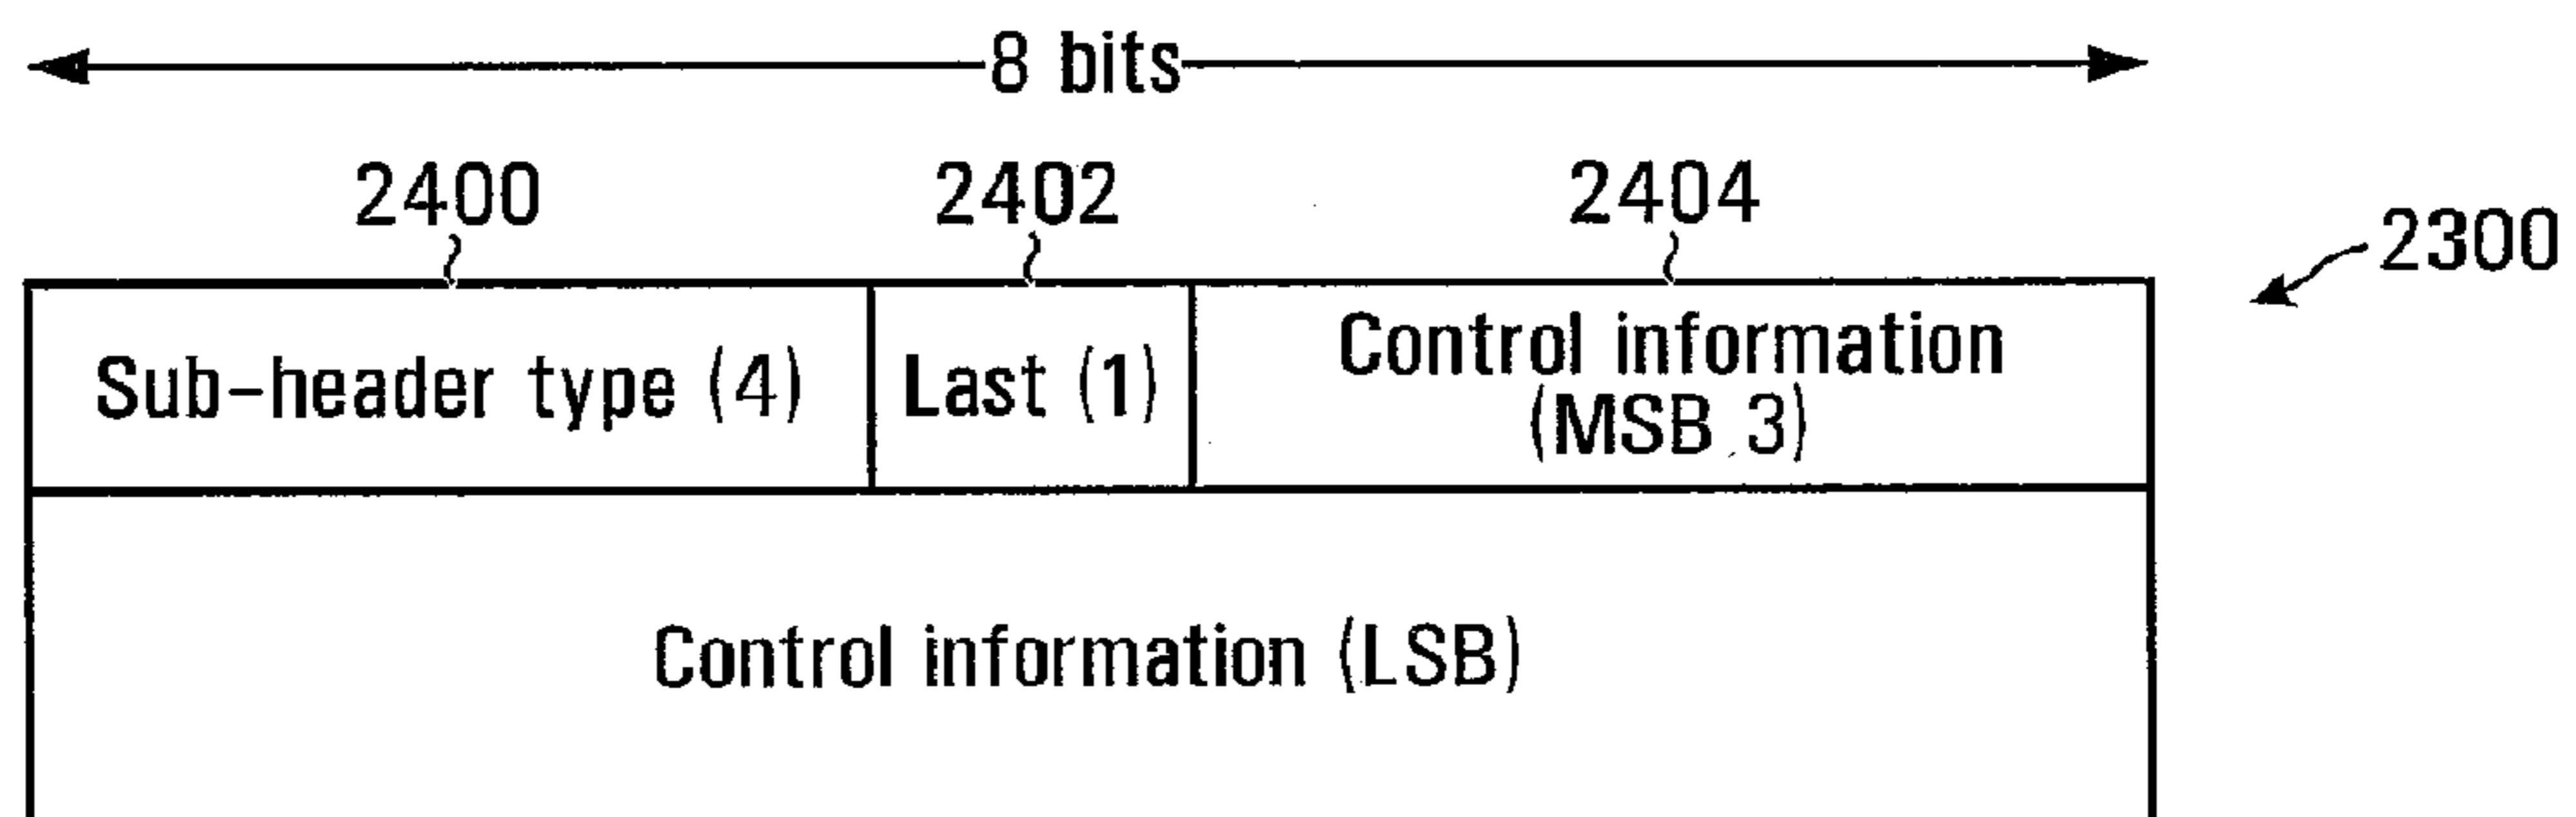 8 bits
2400
2402
2404
2300
Sub-header type (4)
Last (1)
Control information
(MSB 3)
Control information (LSB)